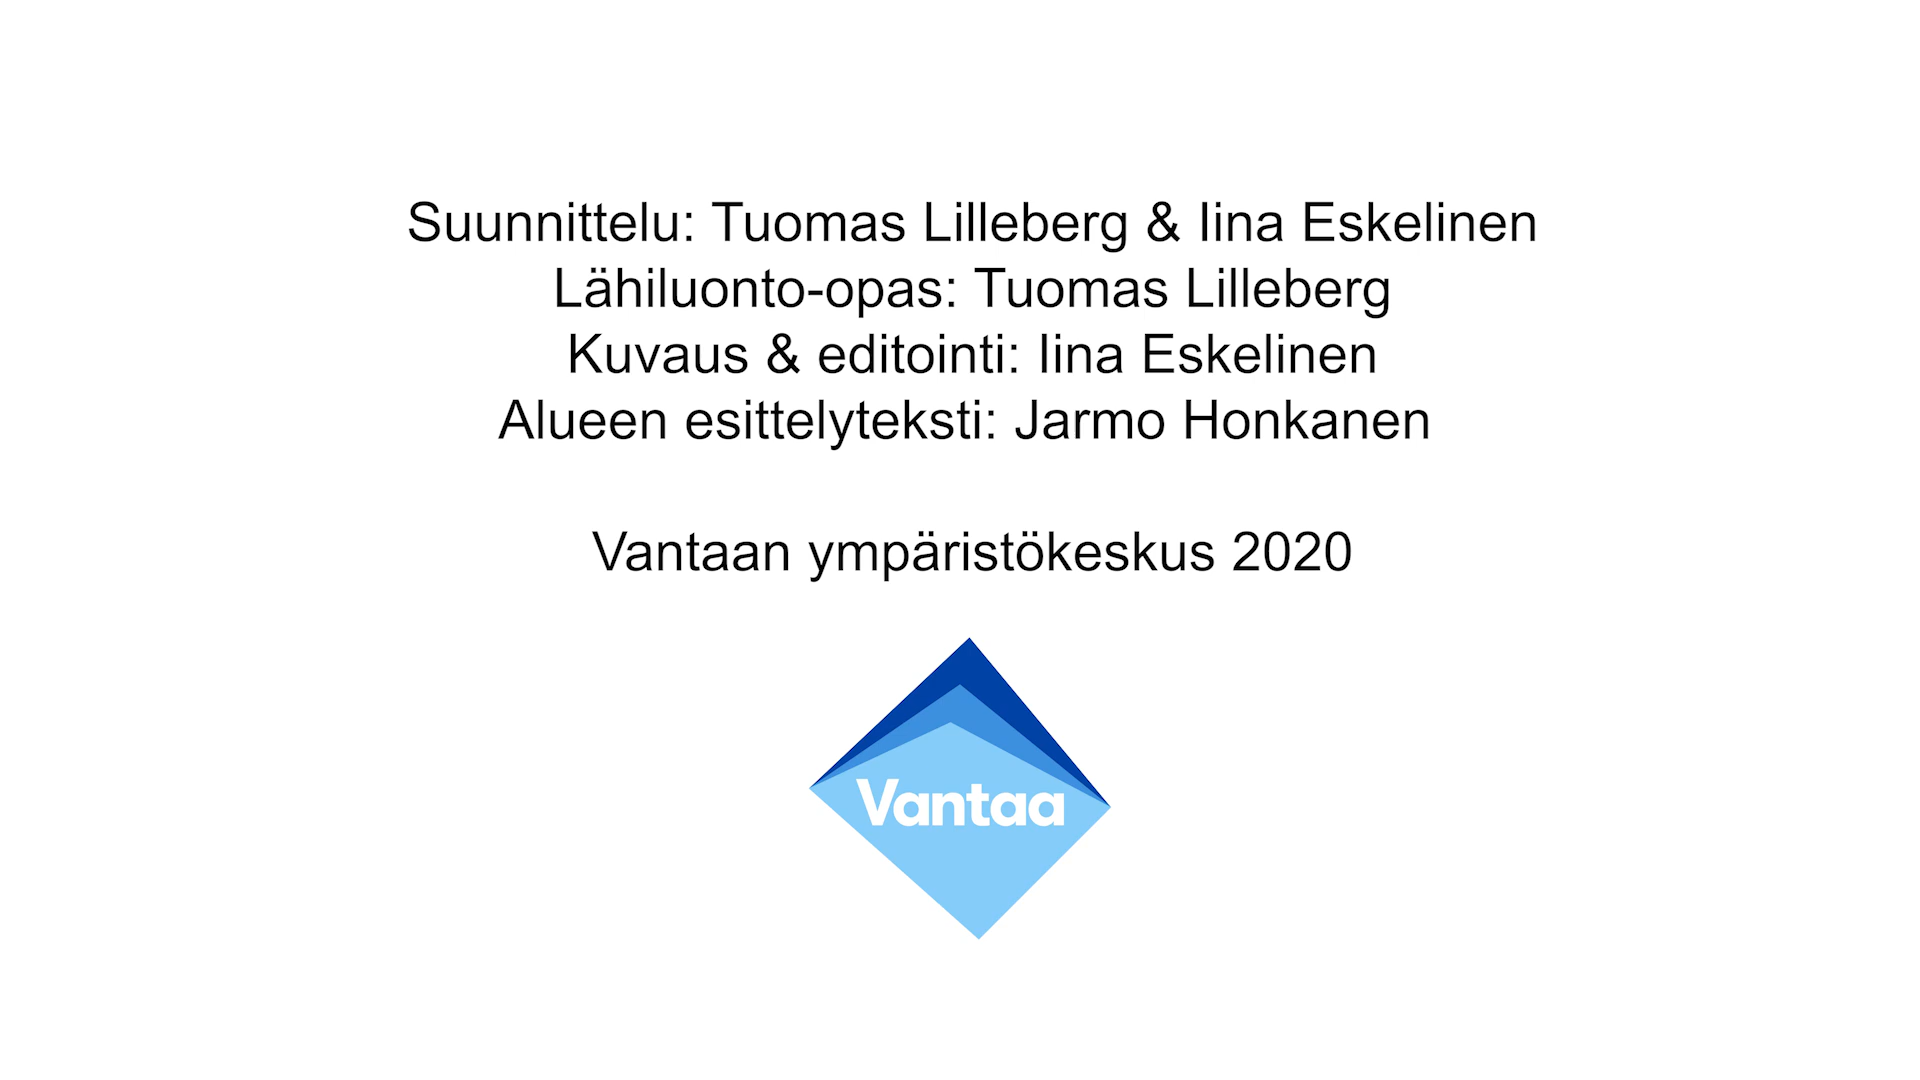 Suunnittelu: Tuomas Lilleberg & Iina Eskelinen
Lähiluonto-opas: Tuomas Lilleberg
Kuvaus & editointi: Iina Eskelinen
Alueen esittelyteksti: Jarmo Honkanen
Vantaan ympäristökeskus 2020
Vantaa